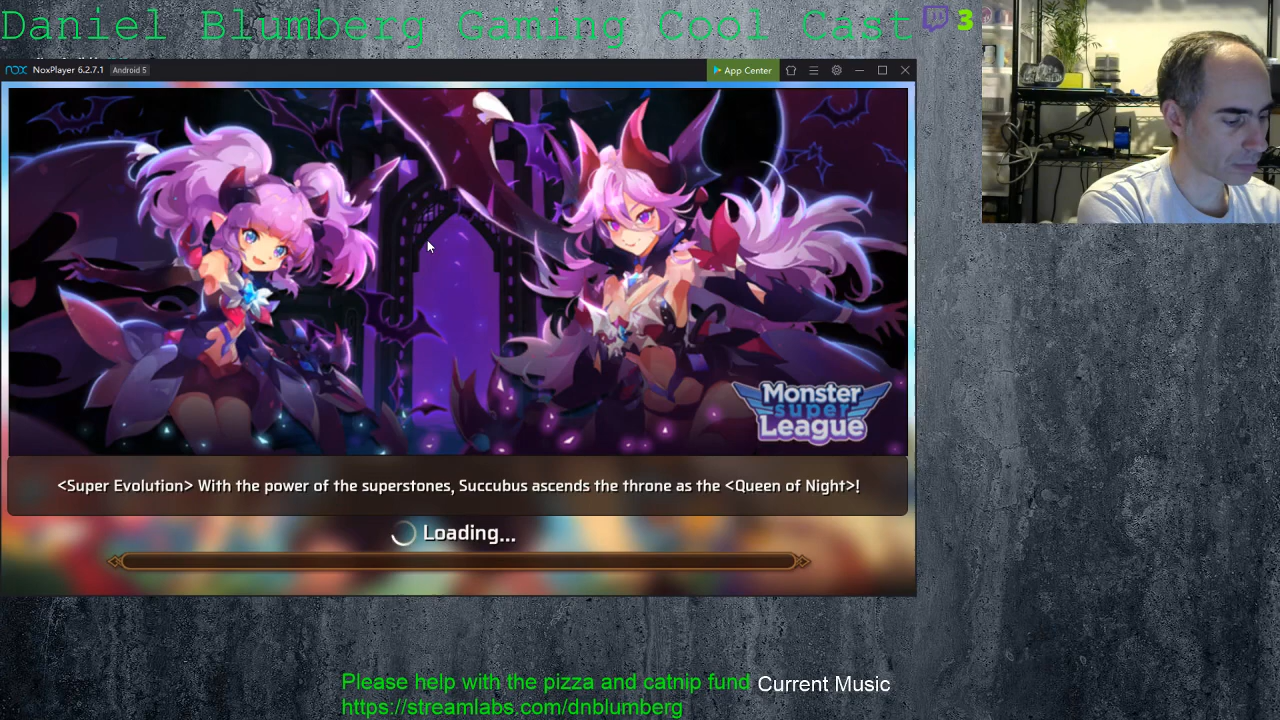 Daniel Blumberg Gaming Cool Cast
3
nox NoxPlayer 6.2.7.1 Android 5
App Center
Monster
super
League
<Super Evolution> With the power of the superstones, Succubus ascends the throne as the <Queen of Night>!
Loading...
Please help with the pizza and catnip fund
https://streamlabs.com/dnblumberg
Current Music